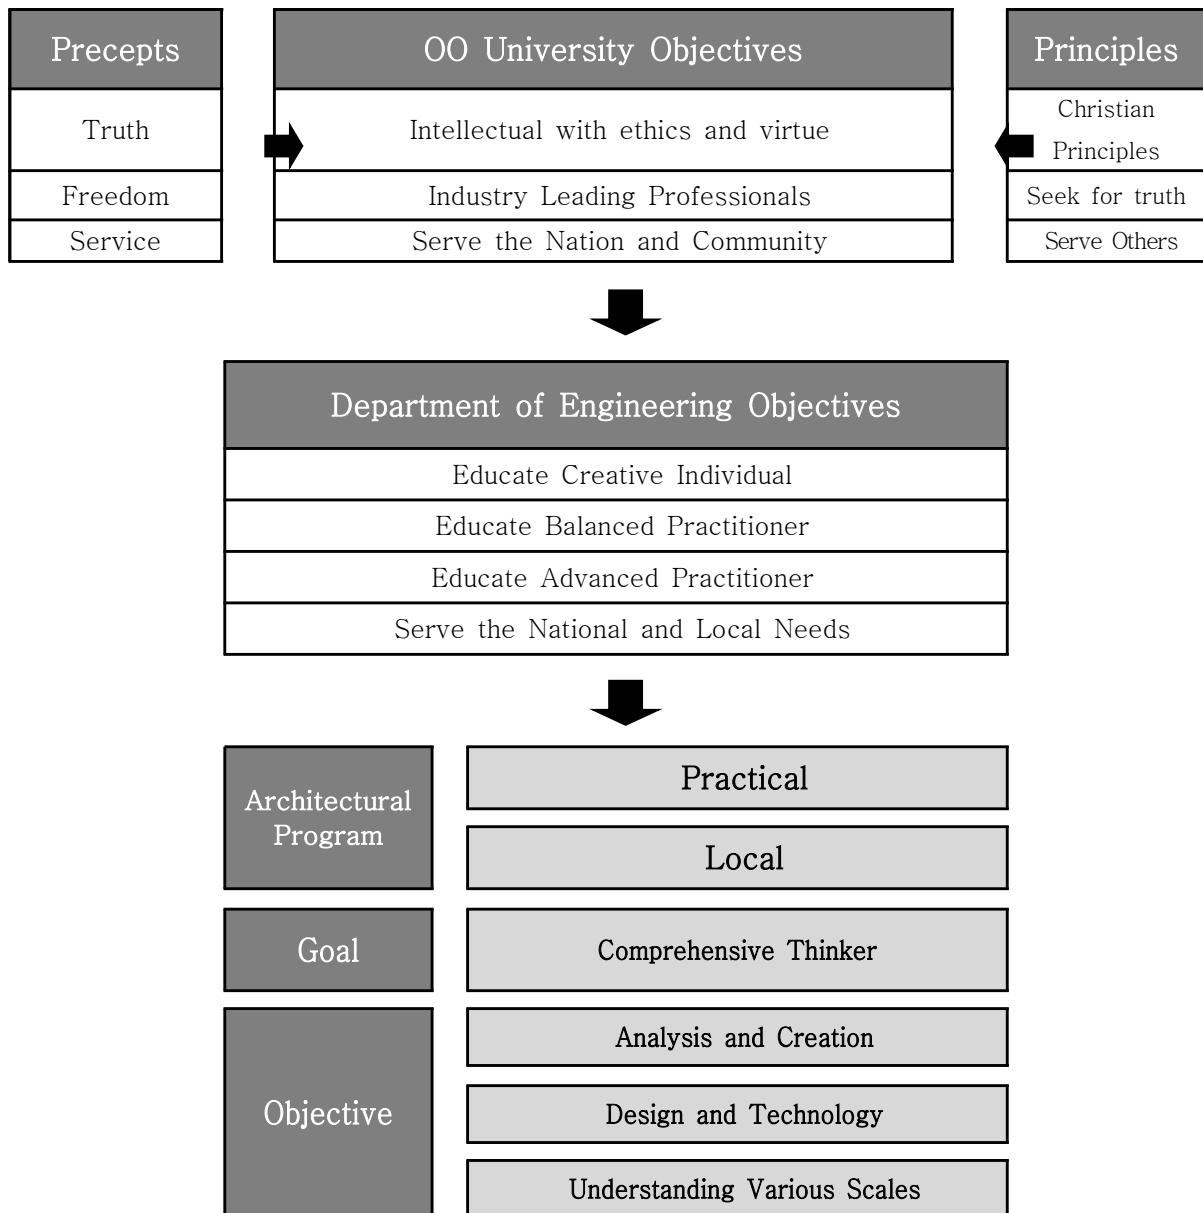 Precepts
Truth
Freedom
Service
OO University Objectives
Intellectual with ethics and virtue
Industry Leading Professionals
Serve the Nation and Community
Principles
Christian
Principles
Seek for truth
Serve Others
Department of Engineering Objectives
Educate Creative Individual
Educate Balanced Practitioner
Educate Advanced Practitioner
Serve the National and Local Needs
Architectural
Program
Practical
Local
Goal
Comprehensive Thinker
Objective
Analysis and Creation
Design and Technology
Understanding Various Scales